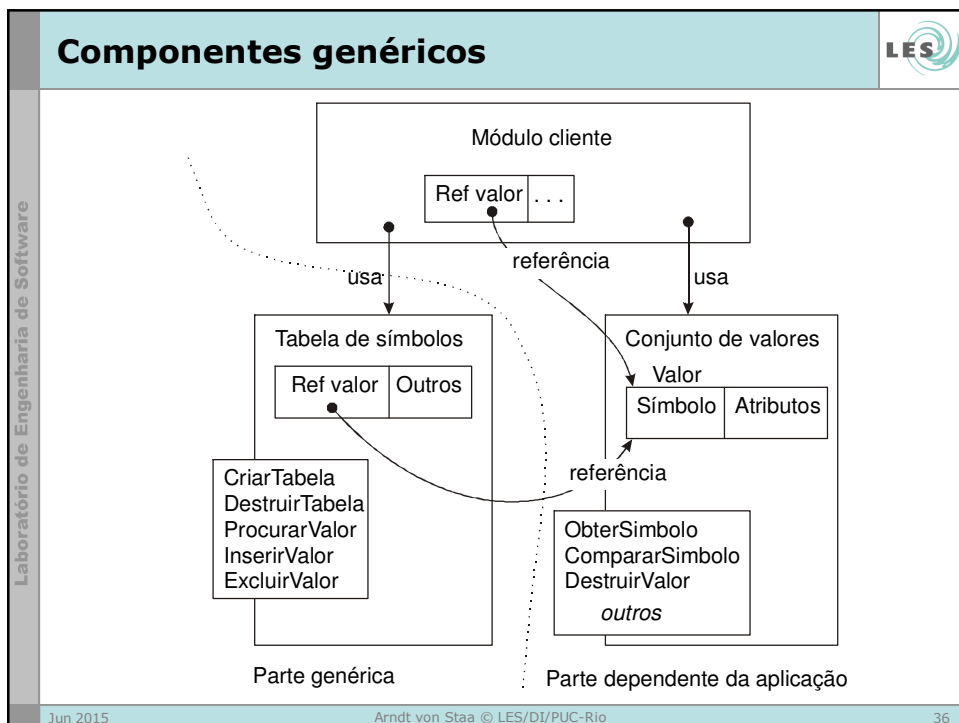 Componentes genéricos
LES
Laboratório de Engenharia de Software
Módulo cliente
Ref valor
. . .
referência
usa
usa
Tabela de símbolos
Ref valor
Outros
CriarTabela
DestruirTabela
ProcurarValor
InserirValor
ExcluirValor
Conjunto de valores
Valor
Símbolo
Atributos
referência
ObterSimbolo
CompararSimbolo
DestruirValor
outros
Parte genérica
Parte dependente da aplicação
Jun 2015
Arndt von Staa © LES/DI/PUC-Rio
36